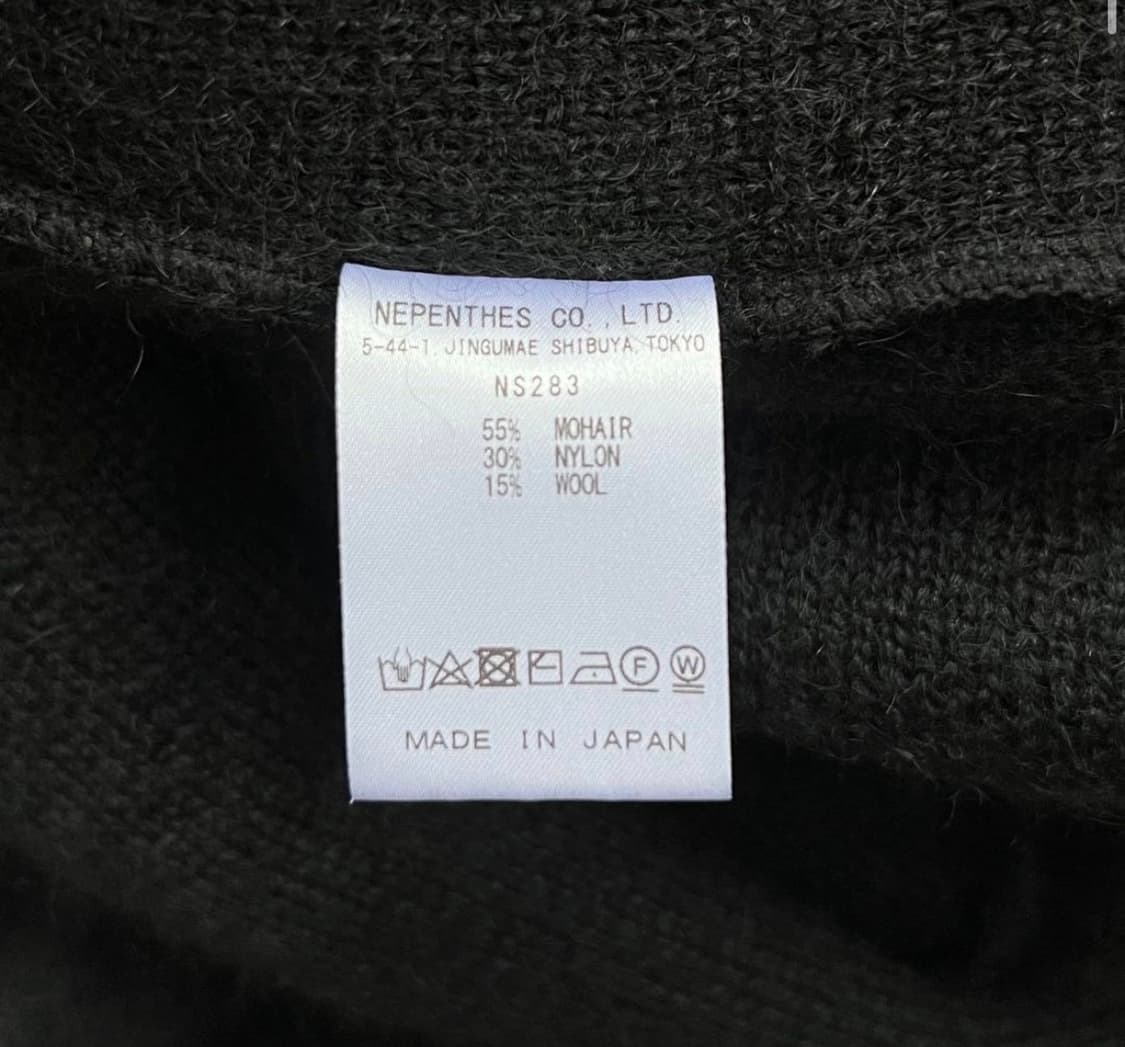 NEPENTHES CO.,LTD.
5-44-1, JINGUMAE SHIBUYA, TOKYO
NS283
55% MOHAIR
30% NYLON
15% WOOL
F W
MADE IN JAPAN